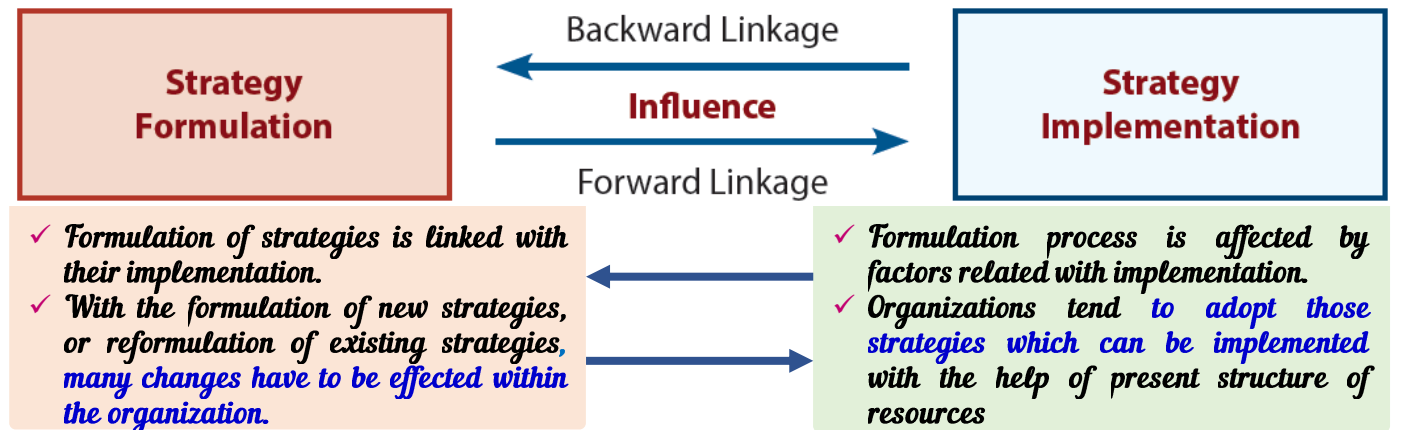 Strategy
Formulation
Backward Linkage
Influence
Forward Linkage
Strategy
Implementation
✓ Formulation of strategies is linked with
their implementation.
✓ With the formulation of new strategies,
or reformulation of existing strategies,
many changes have to be effected within
the organization.
✓ Formulation process is affected by
factors related with implementation.
✓ Organizations tend to adopt those
strategies which can be implemented
with the help of present structure of
resources